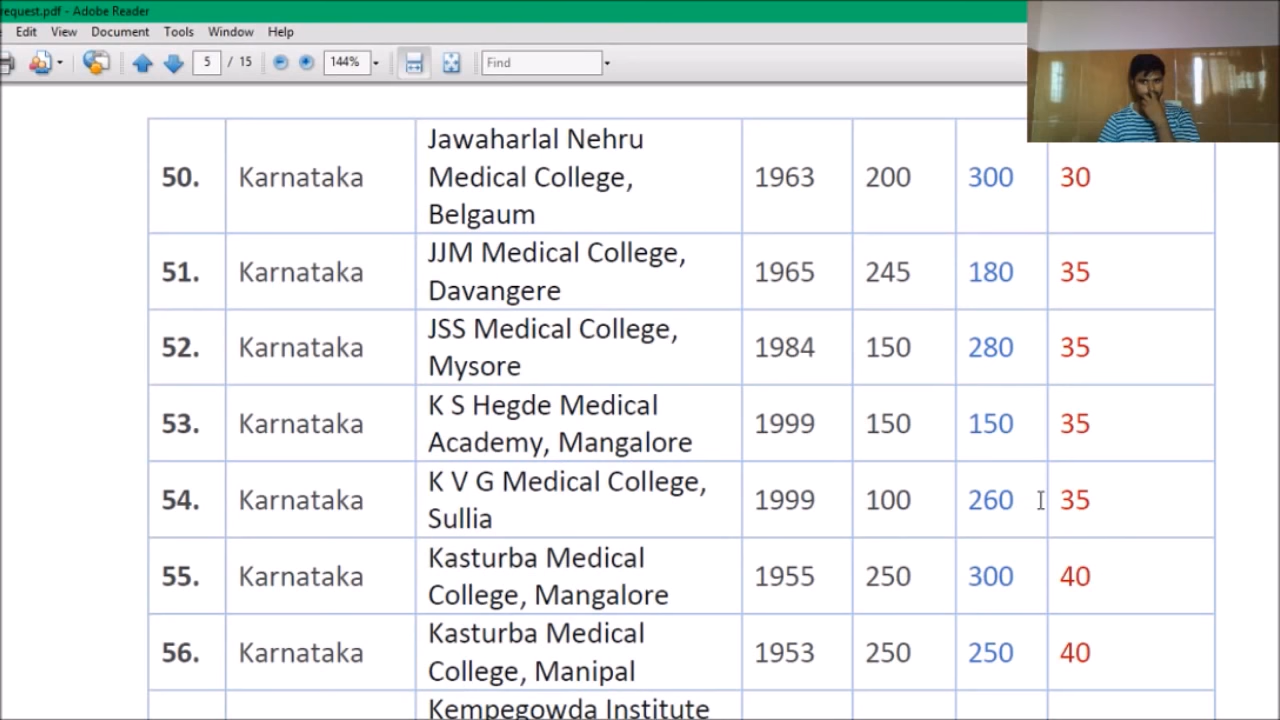 request.pdf - Adobe Reader
Edit View Document Tools Window Help
5 / 15 144% Find
50. Karnataka Jawaharlal Nehru Medical College, Belgaum 1963 200 300 30
51. Karnataka JJM Medical College, Davangere 1965 245 180 35
52. Karnataka JSS Medical College, Mysore 1984 150 280 35
53. Karnataka K S Hegde Medical Academy, Mangalore 1999 150 150 35
54. Karnataka K V G Medical College, Sullia 1999 100 260 35
55. Karnataka Kasturba Medical College, Mangalore 1955 250 300 40
56. Karnataka Kasturba Medical College, Manipal 1953 250 250 40
Kempegowda Institute